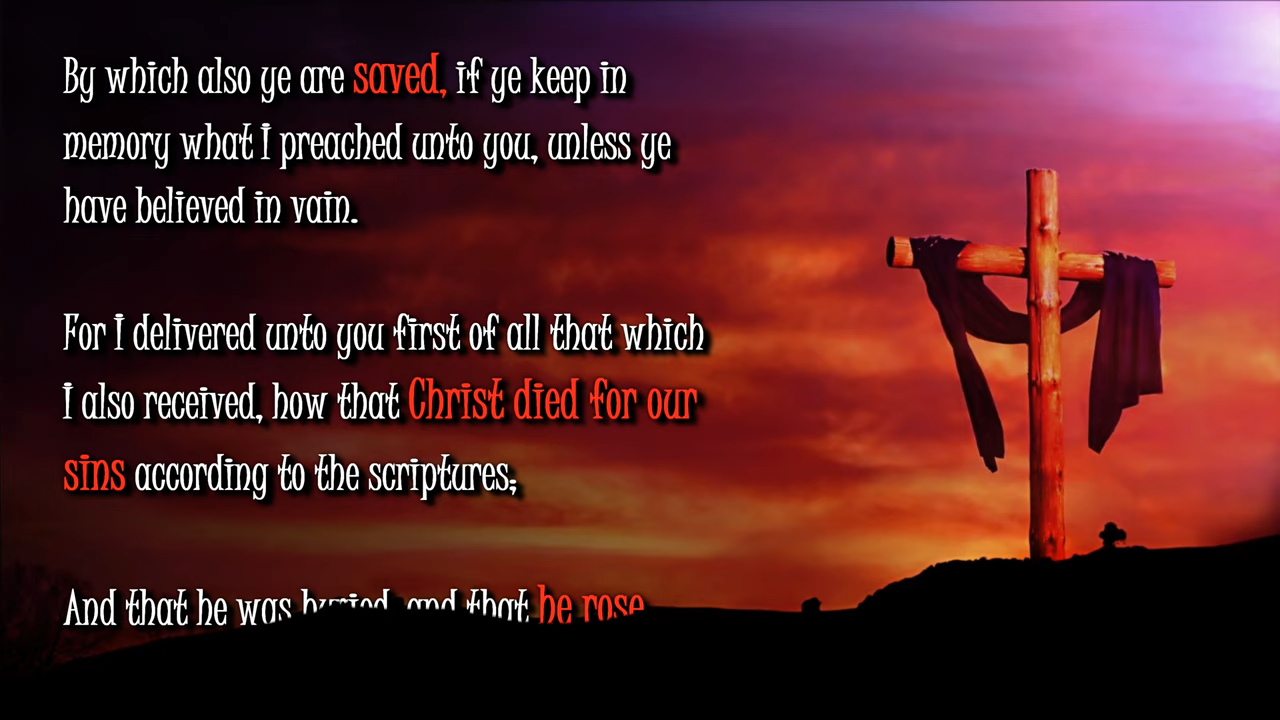 By which also ye are saved, if ye keep in
memory what I preached unto you, unless ye
have believed in vain.
For I delivered unto you first of all that which
I also received, how that Christ died for our
sins according to the scriptures;
And that he was buried, and that he rose